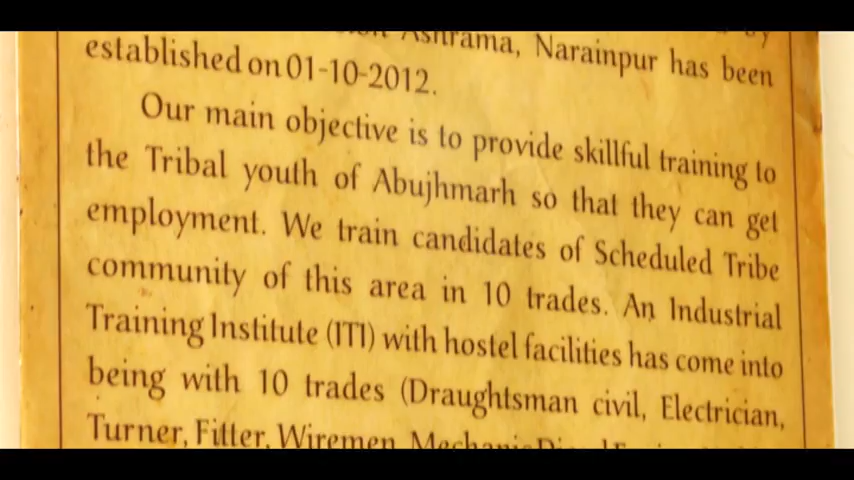 Ashrama, Narainpur has been
established on 01-10-2012.
Our main objective is to provide skillful training to
the Tribal youth of Abujhmarh so that they can get
employment. We train candidates of Scheduled Tribe
community of this area in 10 trades. An Industrial
Training Institute (ITI) with hostel facilities has come into
being with 10 trades (Draughtsman civil, Electrician,
Turner, Fitter, Wiremen, Mechanic